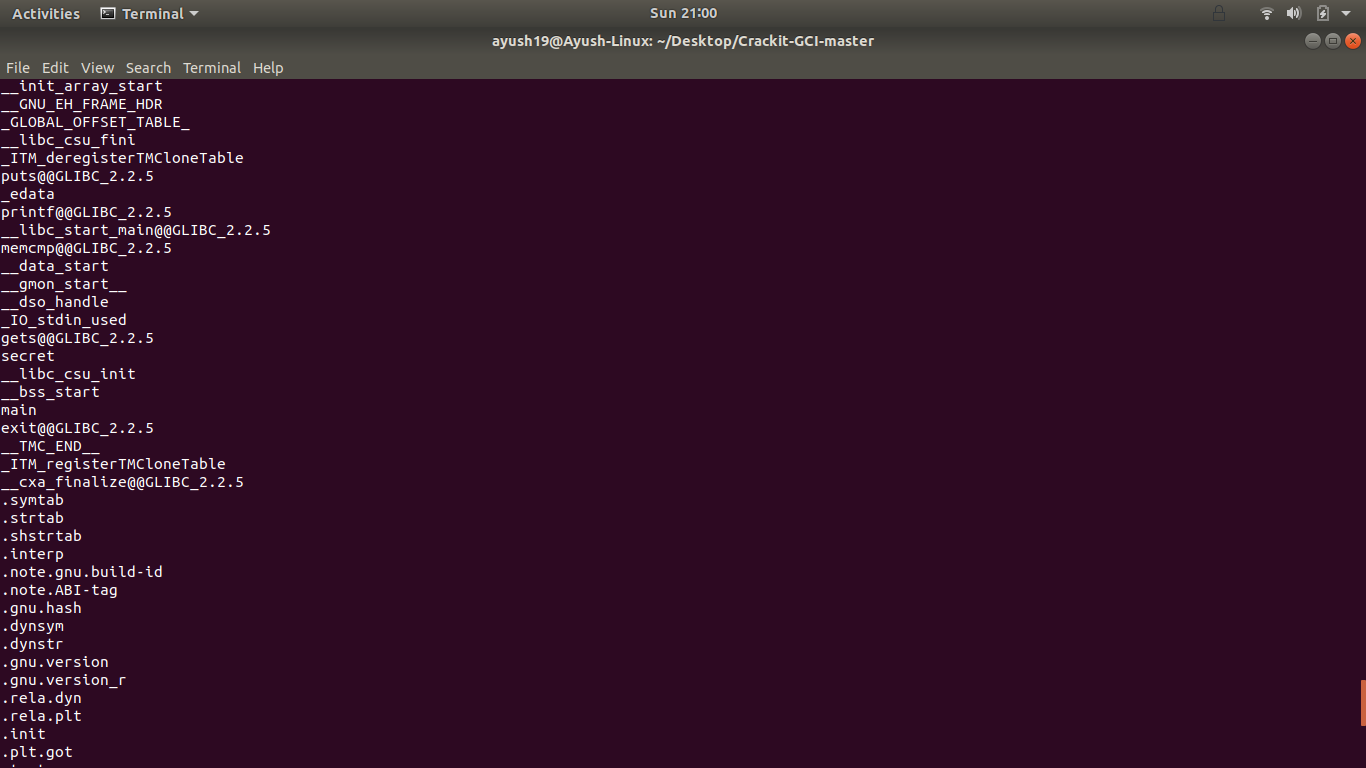 Activities Terminal Sun 21:00
ayush19@Ayush-Linux: ~/Desktop/Crackit-GCI-master
File Edit View Search Terminal Help
__init_array_start
__GNU_EH_FRAME_HDR
_GLOBAL_OFFSET_TABLE_
__libc_csu_fini
_ITM_deregisterTMCloneTable
puts@@GLIBC_2.2.5
_edata
printf@@GLIBC_2.2.5
__libc_start_main@@GLIBC_2.2.5
memcmp@@GLIBC_2.2.5
__data_start
__gmon_start__
__dso_handle
_IO_stdin_used
gets@@GLIBC_2.2.5
secret
__libc_csu_init
__bss_start
main
exit@@GLIBC_2.2.5
__TMC_END__
_ITM_registerTMCloneTable
__cxa_finalize@@GLIBC_2.2.5
.symtab
.strtab
.shstrtab
.interp
.note.gnu.build-id
.note.ABI-tag
.gnu.hash
.dynsym
.dynstr
.gnu.version
.gnu.version_r
.rela.dyn
.rela.plt
.init
.plt.got